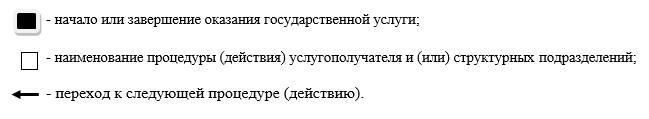 - начало или завершение оказания государственной услуги;
- наименование процедуры (действия) услугополучателя и (или) структурных подразделений;
- переход к следующей процедуре (действию).